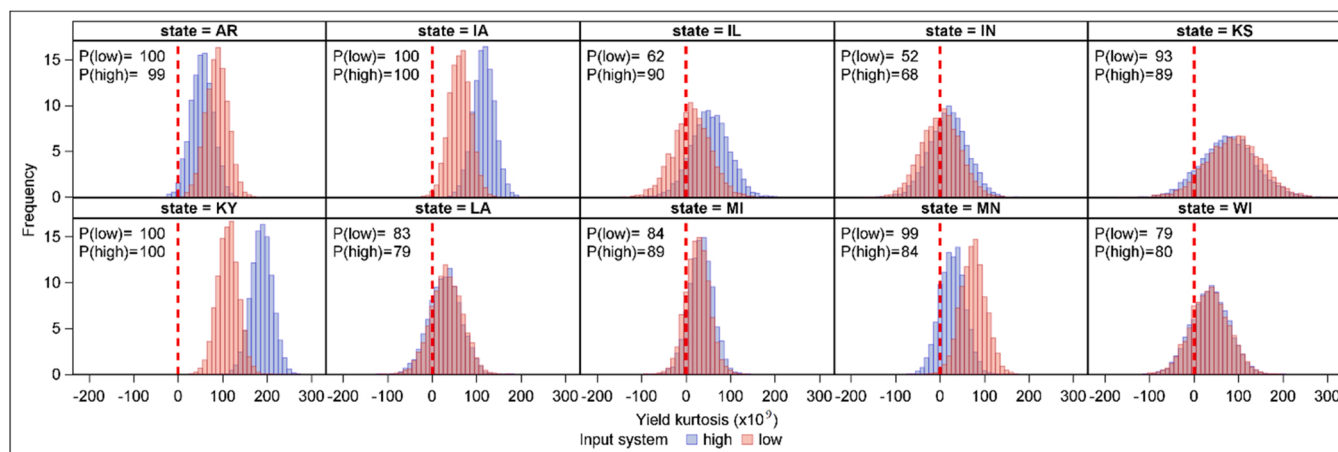 state = AR
state = IA
state = IL
state = IN
state = KS
P(low)= 100
P(high)= 99
P(low)= 100
P(high)=100
P(low)= 62
P(high)= 90
P(low)= 52
P(high)= 68
P(low)= 93
P(high)=89
15
10
5
0
state = KY
state = LA
state = MI
state = MN
state = WI
P(low)= 100
P(high)=100
P(low)= 83
P(high)=79
P(low)= 84
P(high)=89
P(low)= 99
P(high)=84
P(low)= 79
P(high)= 80
15
10
5
0
Frequency
-200 -100 0 100 200 300
-200 -100 0 100 200 300
-200 -100 0 100 200 300
-200 -100 0 100 200 300
-200 -100 0 100 200 300
Yield kurtosis (x10⁹)
Input system high low